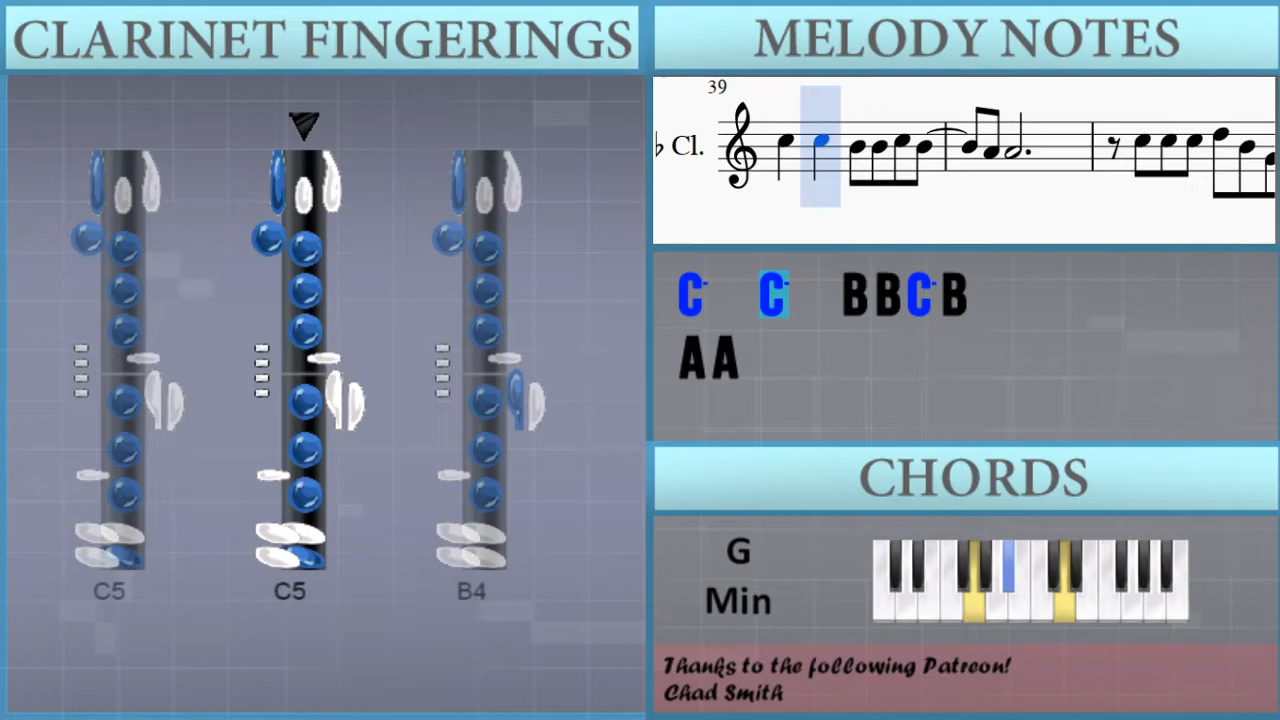 CLARINET FINGERINGS
MELODY NOTES
39
♭ Cl.
C- C- B B C- B
A A
C5 C5 B4
CHORDS
G
Min
Thanks to the following Patreon!
Chad Smith